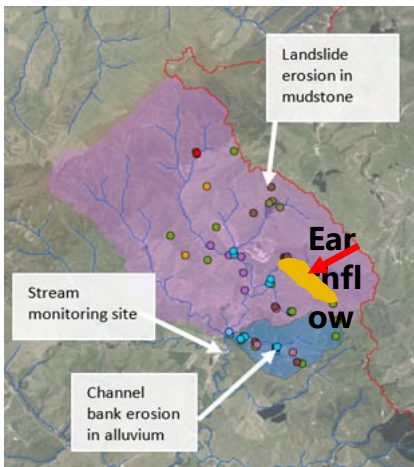 Landslide
erosion in
mudstone
Ear
nfl
ow
Stream
monitoring site
Channel
bank erosion
in alluvium